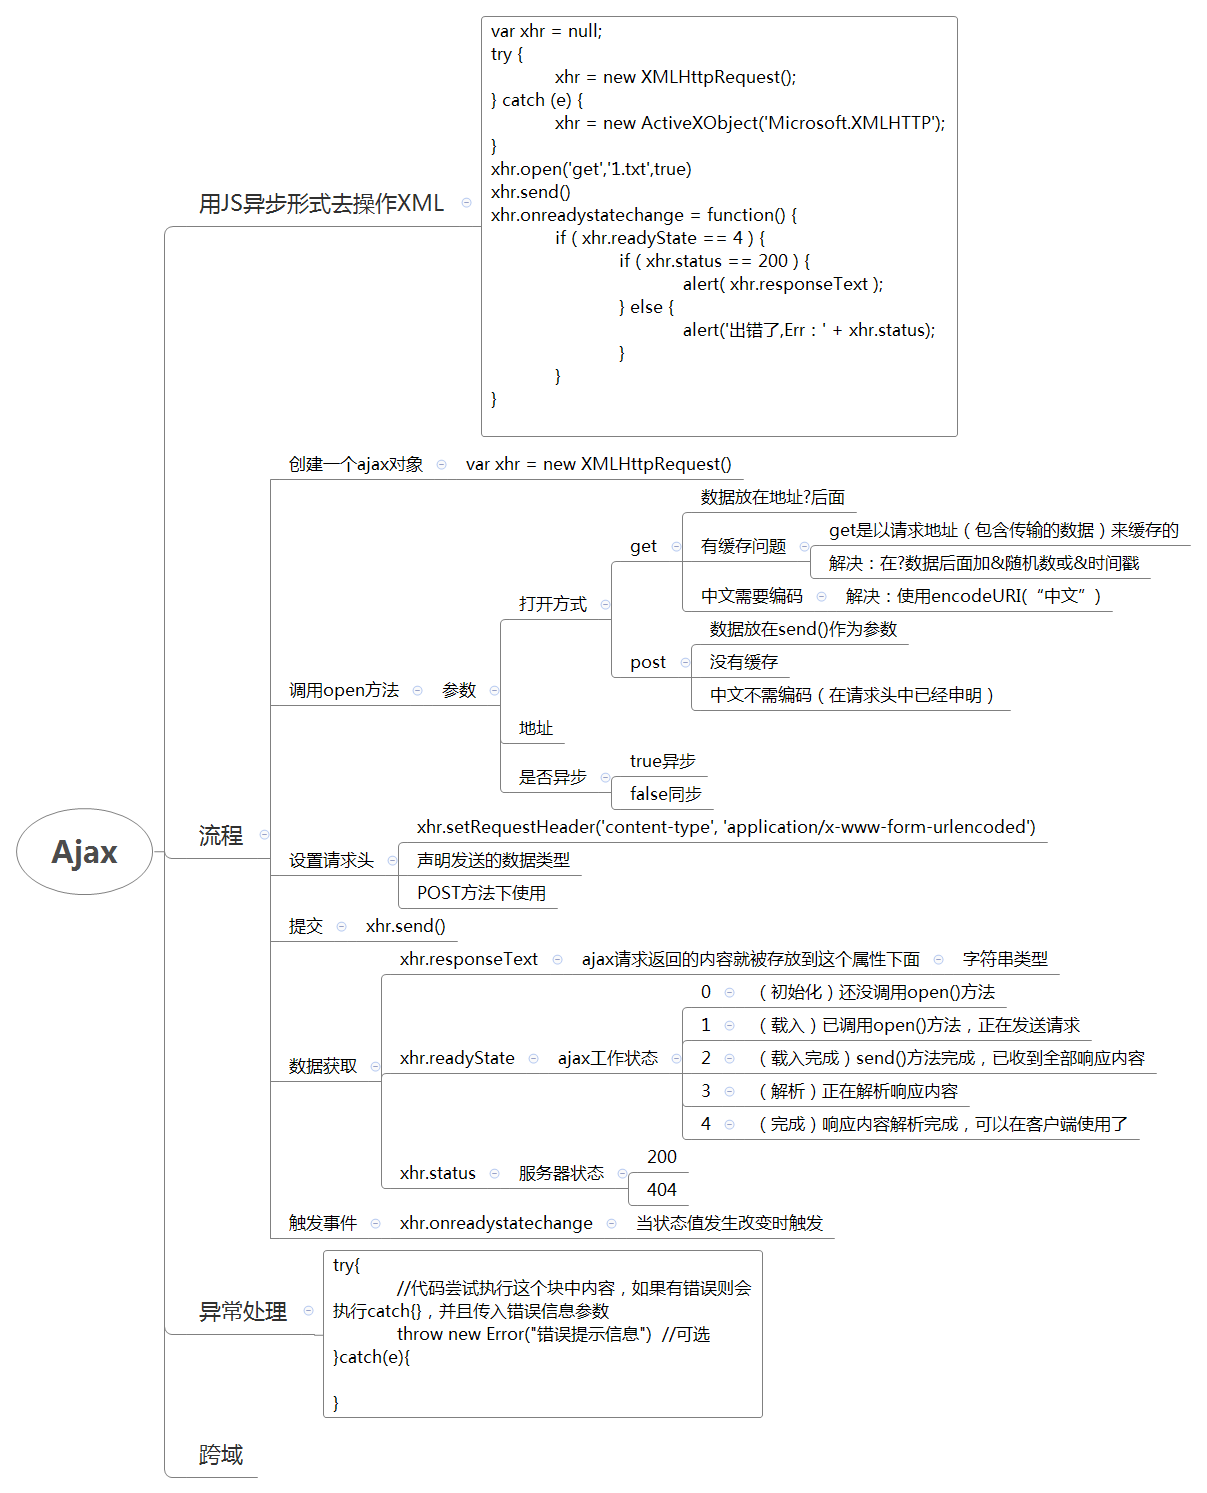 var xhr = null;
try {
xhr = new XMLHttpRequest();
} catch (e) {
xhr = new ActiveXObject('Microsoft.XMLHTTP');
}
xhr.open('get','1.txt',true)
xhr.send()
xhr.onreadystatechange = function() {
if ( xhr.readyState == 4 ) {
if ( xhr.status == 200 ) {
alert( xhr.responseText );
} else {
alert('出错了,Err：' + xhr.status);
}
}
}
用JS异步形式去操作XML
创建一个ajax对象
var xhr = new XMLHttpRequest()
数据放在地址?后面
get
有缓存问题
get是以请求地址（包含传输的数据）来缓存的
解决：在?数据后面加&随机数或&时间戳
中文需要编码
解决：使用encodeURI(“中文”)
打开方式
数据放在send()作为参数
post
没有缓存
中文不需编码（在请求头中已经申明）
调用open方法
参数
地址
是否异步
true异步
false同步
Ajax
流程
xhr.setRequestHeader('content-type', 'application/x-www-form-urlencoded')
设置请求头
声明发送的数据类型
POST方法下使用
提交
xhr.send()
xhr.responseText
ajax请求返回的内容就被存放到这个属性下面
字符串类型
数据获取
xhr.readyState
ajax工作状态
0
（初始化）还没调用open()方法
1
（载入）已调用open()方法，正在发送请求
2
（载入完成）send()方法完成，已收到全部响应内容
3
（解析）正在解析响应内容
4
（完成）响应内容解析完成，可以在客户端使用了
xhr.status
服务器状态
200
404
触发事件
xhr.onreadystatechange
当状态值发生改变时触发
异常处理
try{
//代码尝试执行这个块中内容，如果有错误则会
执行catch{}，并且传入错误信息参数
throw new Error("错误提示信息") //可选
}catch(e){
}
跨域